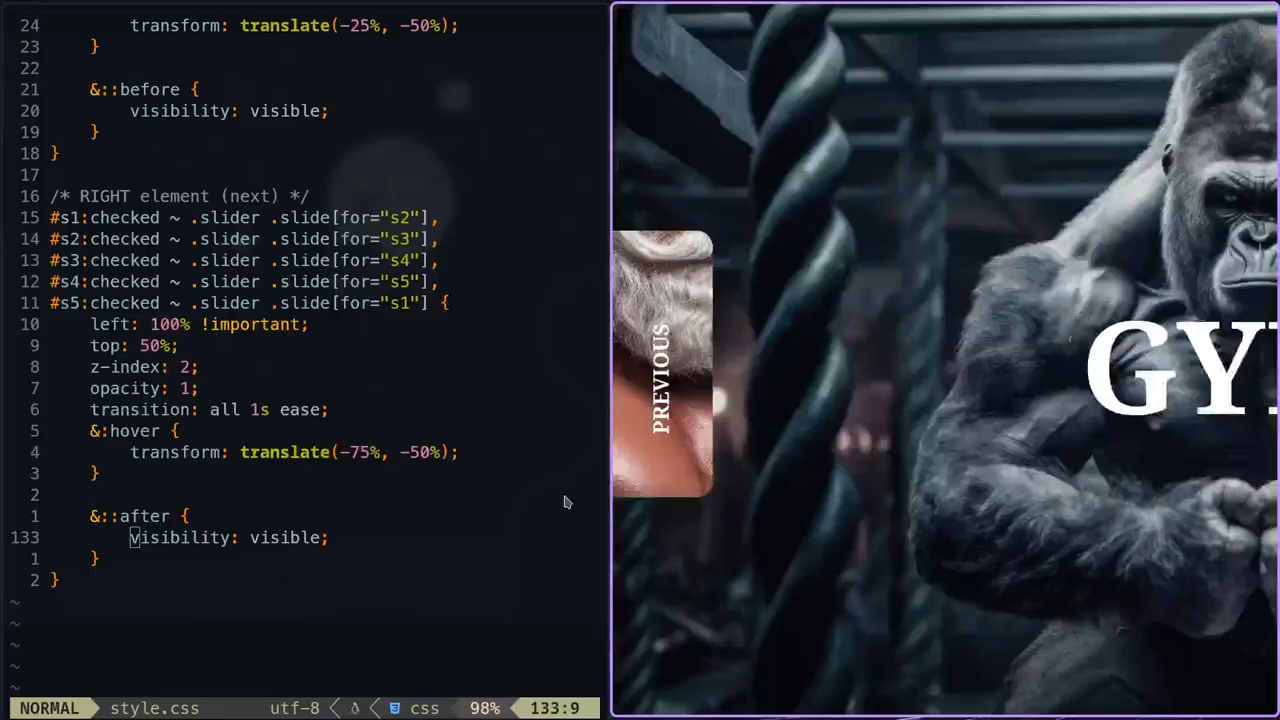 24         transform: translate(-25%, -50%);
23     }
22
21     &::before {
20         visibility: visible;
19     }
18 }
17
16 /* RIGHT element (next) */
15 #s1:checked ~ .slider .slide[for="s2"],
14 #s2:checked ~ .slider .slide[for="s3"],
13 #s3:checked ~ .slider .slide[for="s4"],
12 #s4:checked ~ .slider .slide[for="s5"],
11 #s5:checked ~ .slider .slide[for="s1"] {
10     left: 100% !important;
9     top: 50%;
8     z-index: 2;
7     opacity: 1;
6     transition: all 1s ease;
5     &:hover {
4         transform: translate(-75%, -50%);
3     }
2
1     &::after {
133         visibility: visible;
1     }
2 }
~
~
~
~
~
NORMAL style.css utf-8 css 98% 133:9
PREVIOUS
GY